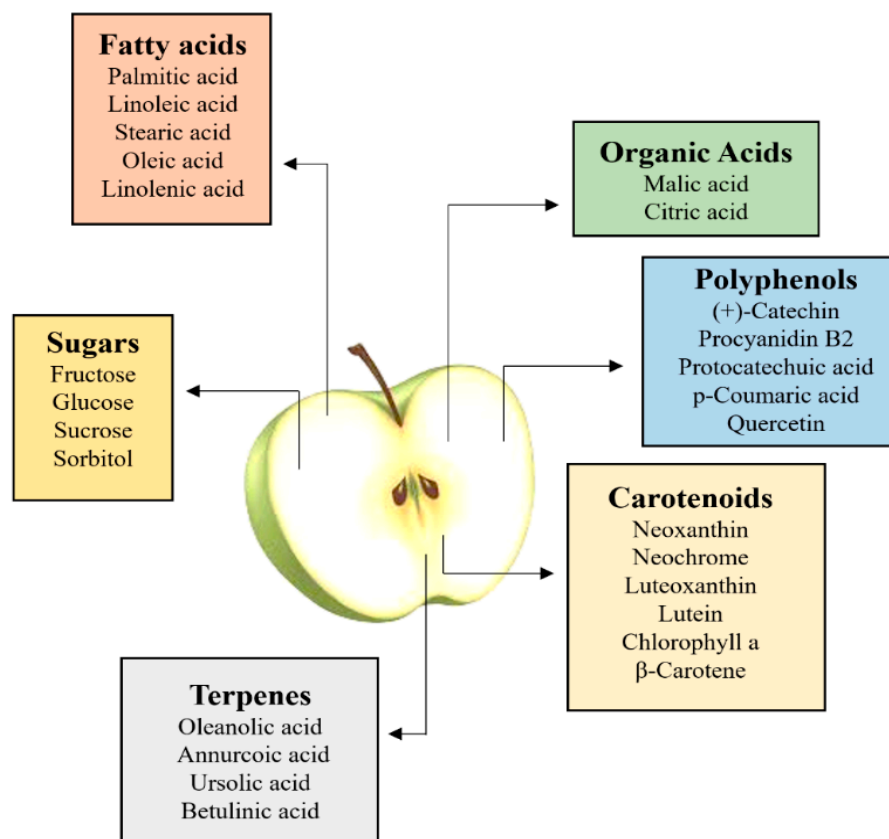 Fatty acids
Palmitic acid
Linoleic acid
Stearic acid
Oleic acid
Linolenic acid
Organic Acids
Malic acid
Citric acid
Polyphenols
(+)-Catechin
Procyanidin B2
Protocatechuic acid
p-Coumaric acid
Quercetin
Sugars
Fructose
Glucose
Sucrose
Sorbitol
Carotenoids
Neoxanthin
Neochrome
Luteoxanthin
Lutein
Chlorophyll a
β-Carotene
Terpenes
Oleanolic acid
Annurcoic acid
Ursolic acid
Betulinic acid